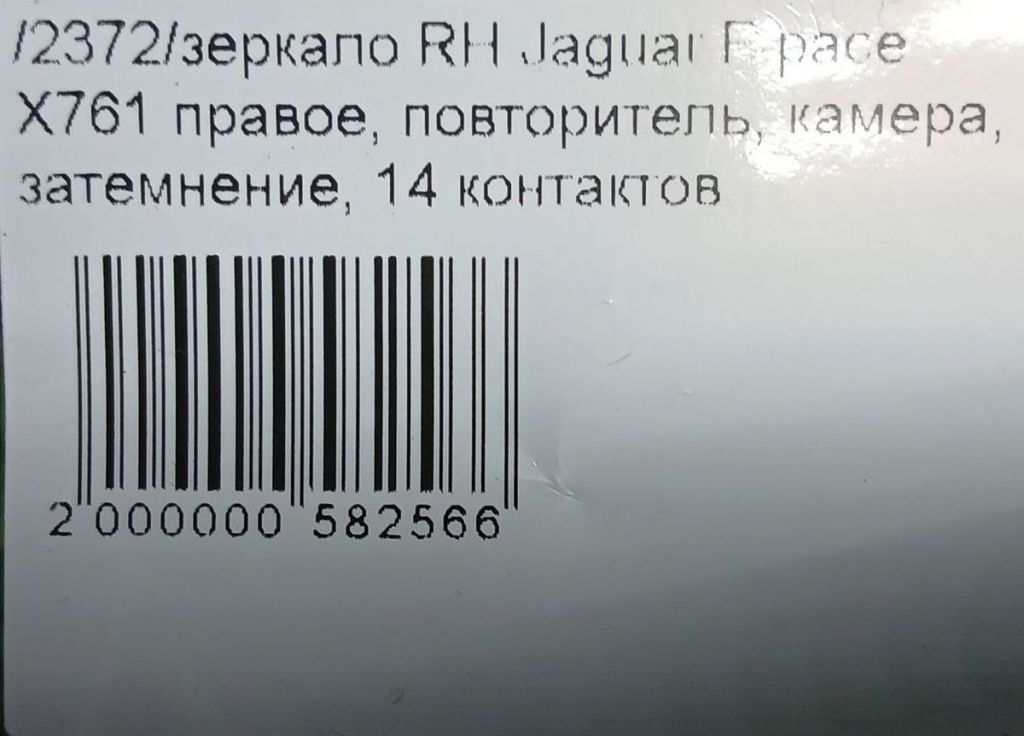 /2372/зеркало RH Jaguar F-pace
X761 правое, повторитель, камера,
затемнение, 14 контактов
2 000000 582566